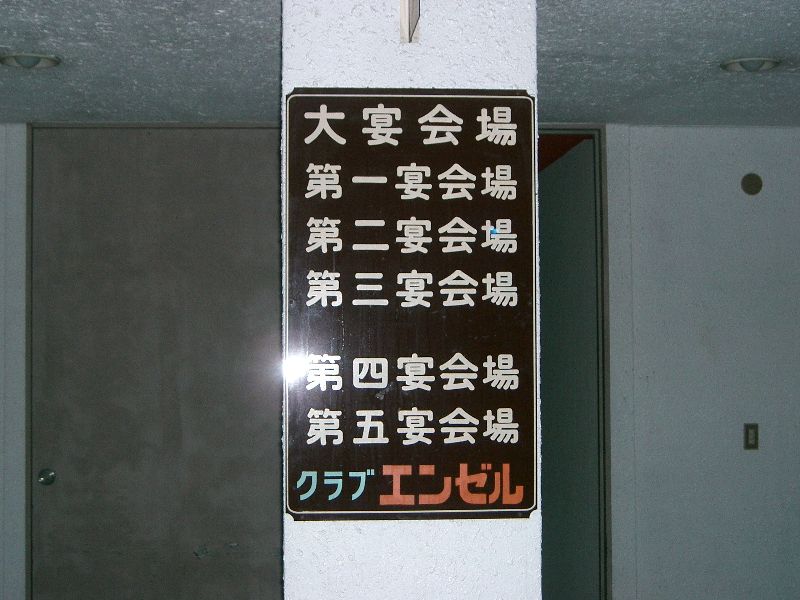 大宴会場
第一宴会場
第二宴会場
第三宴会場
第四宴会場
第五宴会場
クラブ エンゼル